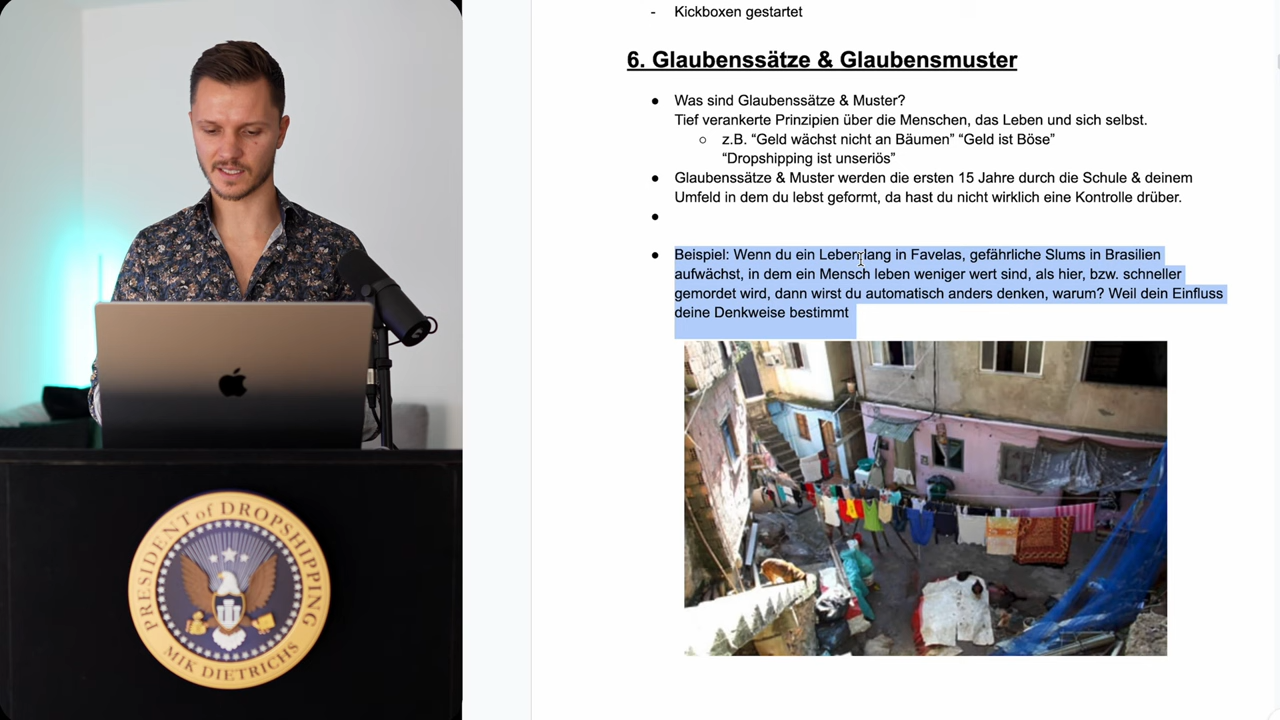 - Kickboxen gestartet
6. Glaubenssätze & Glaubensmuster
● Was sind Glaubenssätze & Muster?
Tief verankerte Prinzipien über die Menschen, das Leben und sich selbst.
○ z.B. “Geld wächst nicht an Bäumen” “Geld ist Böse”
“Dropshipping ist unseriös”
● Glaubenssätze & Muster werden die ersten 15 Jahre durch die Schule & deinem
Umfeld in dem du lebst geformt, da hast du nicht wirklich eine Kontrolle drüber.
●
● Beispiel: Wenn du ein Lebenlang in Favelas, gefährliche Slums in Brasilien
aufwächst, in dem ein Mensch leben weniger wert sind, als hier, bzw. schneller
gemordet wird, dann wirst du automatisch anders denken, warum? Weil dein Einfluss
deine Denkweise bestimmt
PRESIDENT of DROPSHIPPING
MIK DIETRICHS